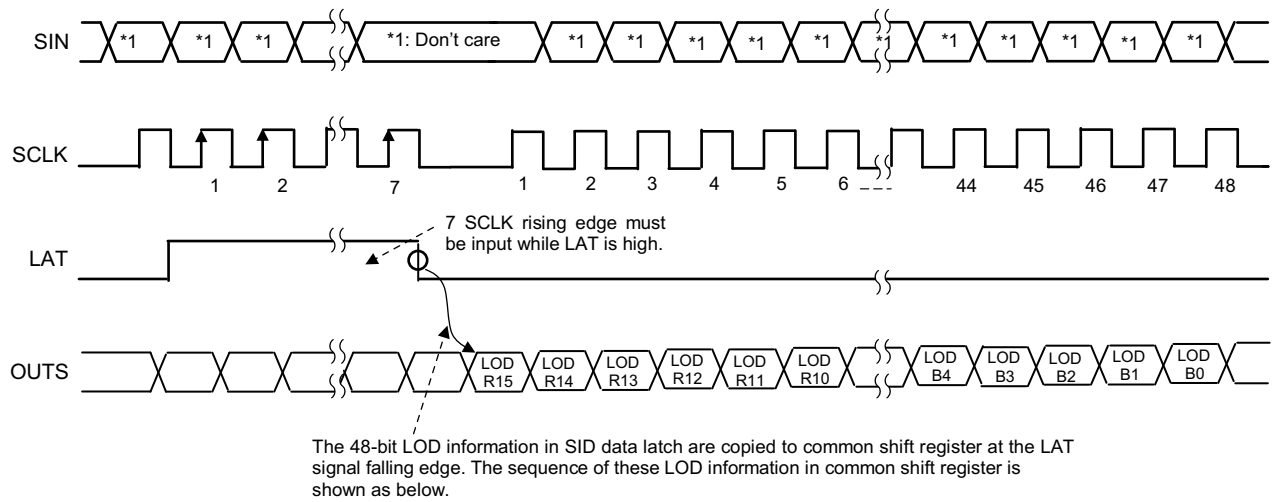 SIN
*1 *1 *1 *1: Don't care *1 *1 *1 *1 *1 *1 *1 *1 *1 *1 *1
SCLK
1 2 7 1 2 3 4 5 6 44 45 46 47 48
7 SCLK rising edge must
be input while LAT is high.
LAT
OUTS
LOD R15
LOD R14
LOD R13
LOD R12
LOD R11
LOD R10
LOD B4
LOD B3
LOD B2
LOD B1
LOD B0
The 48-bit LOD information in SID data latch are copied to common shift register at the LAT
signal falling edge. The sequence of these LOD information in common shift register is
shown as below.